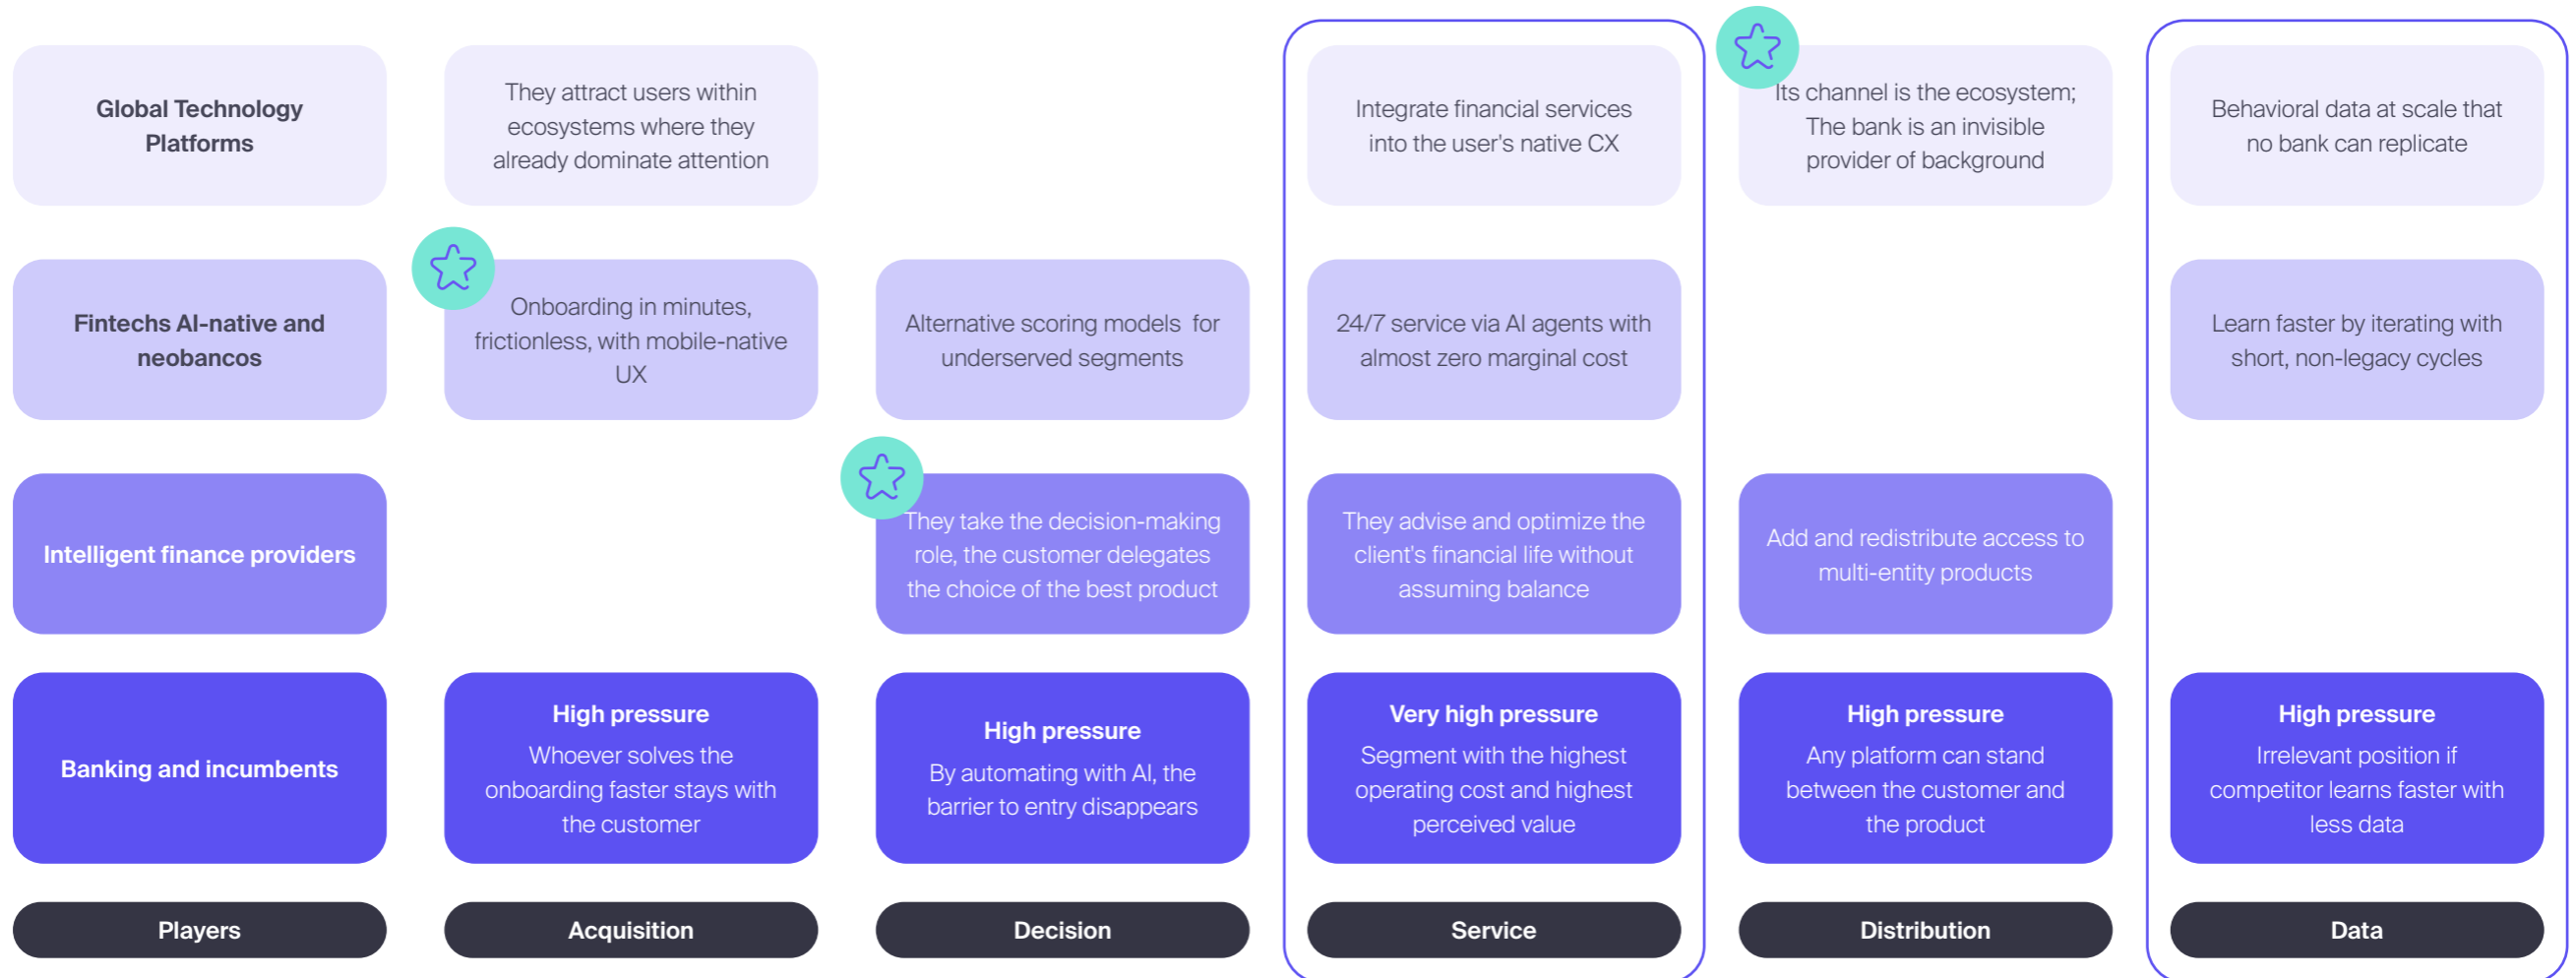 Global Technology
Platforms
They attract users within
ecosystems where they
already dominate attention
Integrate financial services
into the user's native CX
Its channel is the ecosystem;
The bank is an invisible
provider of background
Behavioral data at scale that
no bank can replicate
Fintechs AI-native and
neobancos
Onboarding in minutes,
frictionless, with mobile-native
UX
Alternative scoring models for
underserved segments
24/7 service via AI agents with
almost zero marginal cost
Learn faster by iterating with
short, non-legacy cycles
Intelligent finance providers
They take the decision-making
role, the customer delegates
the choice of the best product
They advise and optimize the
client's financial life without
assuming balance
Add and redistribute access to
multi-entity products
Banking and incumbents
High pressure
Whoever solves the
onboarding faster stays with
the customer
High pressure
By automating with AI, the
barrier to entry disappears
Very high pressure
Segment with the highest
operating cost and highest
perceived value
High pressure
Any platform can stand
between the customer and
the product
High pressure
Irrelevant position if
competitor learns faster with
less data
Players
Acquisition
Decision
Service
Distribution
Data